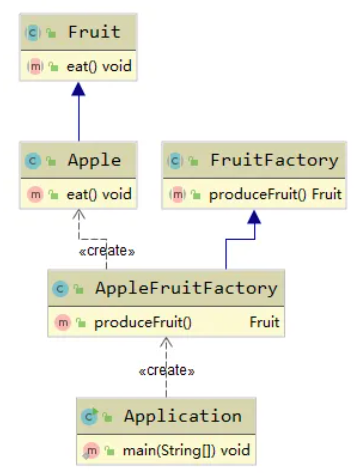 Fruit
eat() void
Apple
eat() void
FruitFactory
produceFruit() Fruit
«create»
AppleFruitFactory
produceFruit() Fruit
«create»
Application
main(String[]) void